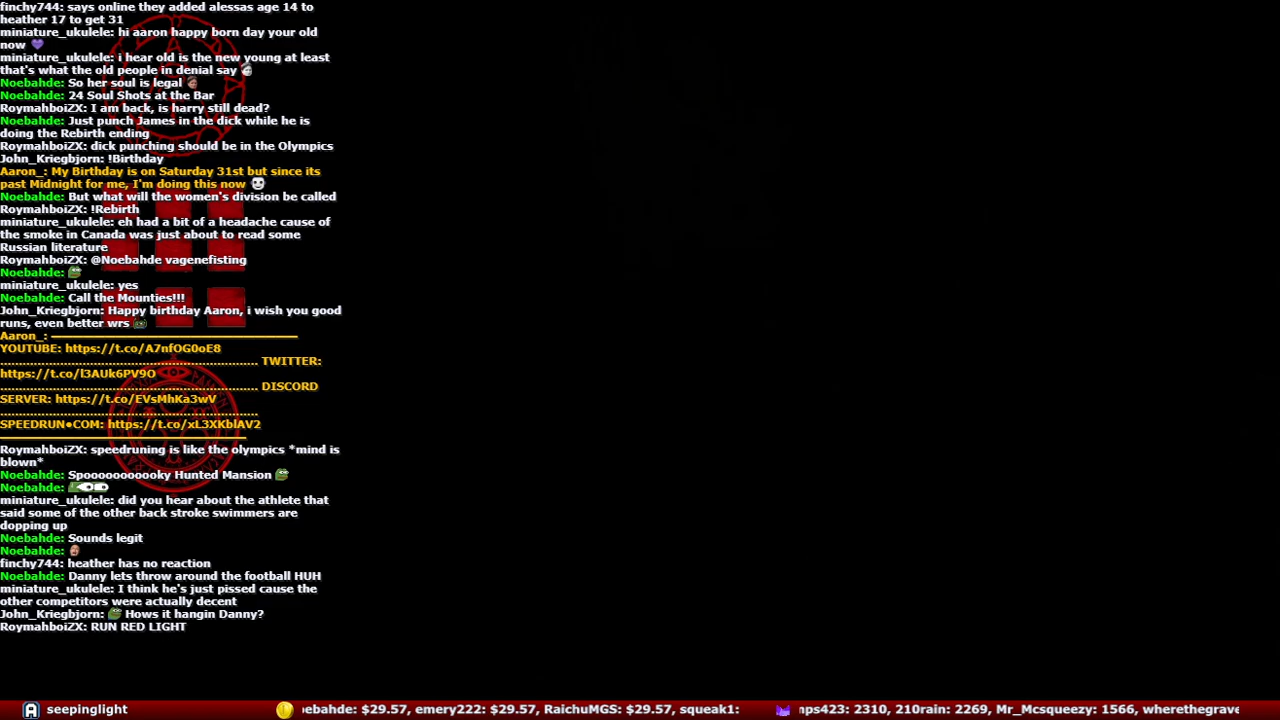 finchy744: says online they added alessas age 14 to
heather 17 to get 31
miniature_ukulele: hi aaron happy born day your old
now
miniature_ukulele: i hear old is the new young at least
that's what the old people in denial say
Noebahde: So her soul is legal
Noebahde: 24 Soul Shots at the Bar
RoymahboiZX: I am back, is harry still dead?
Noebahde: Just punch James in the dick while he is
doing the Rebirth ending
RoymahboiZX: dick punching should be in the Olympics
John_Kriegbjorn: !Birthday
Aaron_: My Birthday is on Saturday 31st but since its
past Midnight for me, I'm doing this now
Noebahde: But what will the women's division be called
RoymahboiZX: !Rebirth
miniature_ukulele: eh had a bit of a headache cause of
the smoke in Canada was just about to read some
Russian literature
RoymahboiZX: @Noebahde vagenefisting
Noebahde:
miniature_ukulele: yes
Noebahde: Call the Mounties!!!
John_Kriegbjorn: Happy birthday Aaron, i wish you good
runs, even better wrs
Aaron_: ────────────────────
YOUTUBE: https://t.co/A7nfOG0oE8
................................................................ TWITTER:
https://t.co/l3AUk6PV9O
................................................................ DISCORD
SERVER: https://t.co/EVsMhKa3wV
................................................................
SPEEDRUN●COM: https://t.co/xL3XKblAV2
────────────────────
RoymahboiZX: speedruning is like the olympics *mind is
blown*
Noebahde: Spoooooooooky Hunted Mansion
Noebahde:
miniature_ukulele: did you hear about the athlete that
said some of the other back stroke swimmers are
dopping up
Noebahde: Sounds legit
Noebahde:
finchy744: heather has no reaction
Noebahde: Danny lets throw around the football HUH
miniature_ukulele: I think he's just pissed cause the
other competitors were actually decent
John_Kriegbjorn: Hows it hangin Danny?
RoymahboiZX: RUN RED LIGHT
seepinglight ebahde: $29.57, emery222: $29.57, RaichuMGS: $29.57, squeak1: mps423: 2310, 210rain: 2269, Mr_Mcsqueezy: 1566, wherethegrave